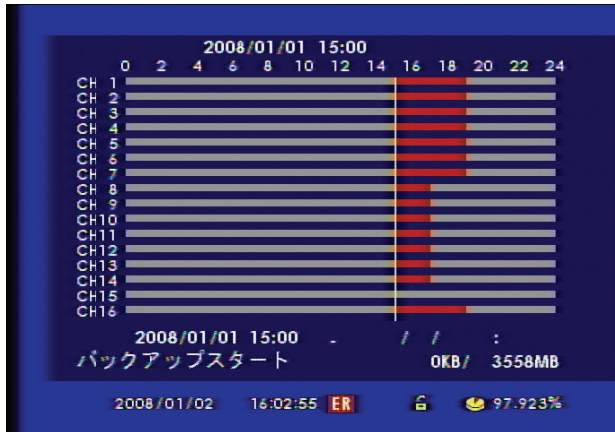 2008/01/01 15:00
0 2 4 6 8 10 12 14 16 18 20 22 24
CH 1
CH 2
CH 3
CH 4
CH 5
CH 6
CH 7
CH 8
CH 9
CH10
CH11
CH12
CH13
CH14
CH15
CH16
2008/01/01 15:00 - / / :
バックアップスタート 0KB/ 3558MB
2008/01/02 16:02:55 ER 97.923%